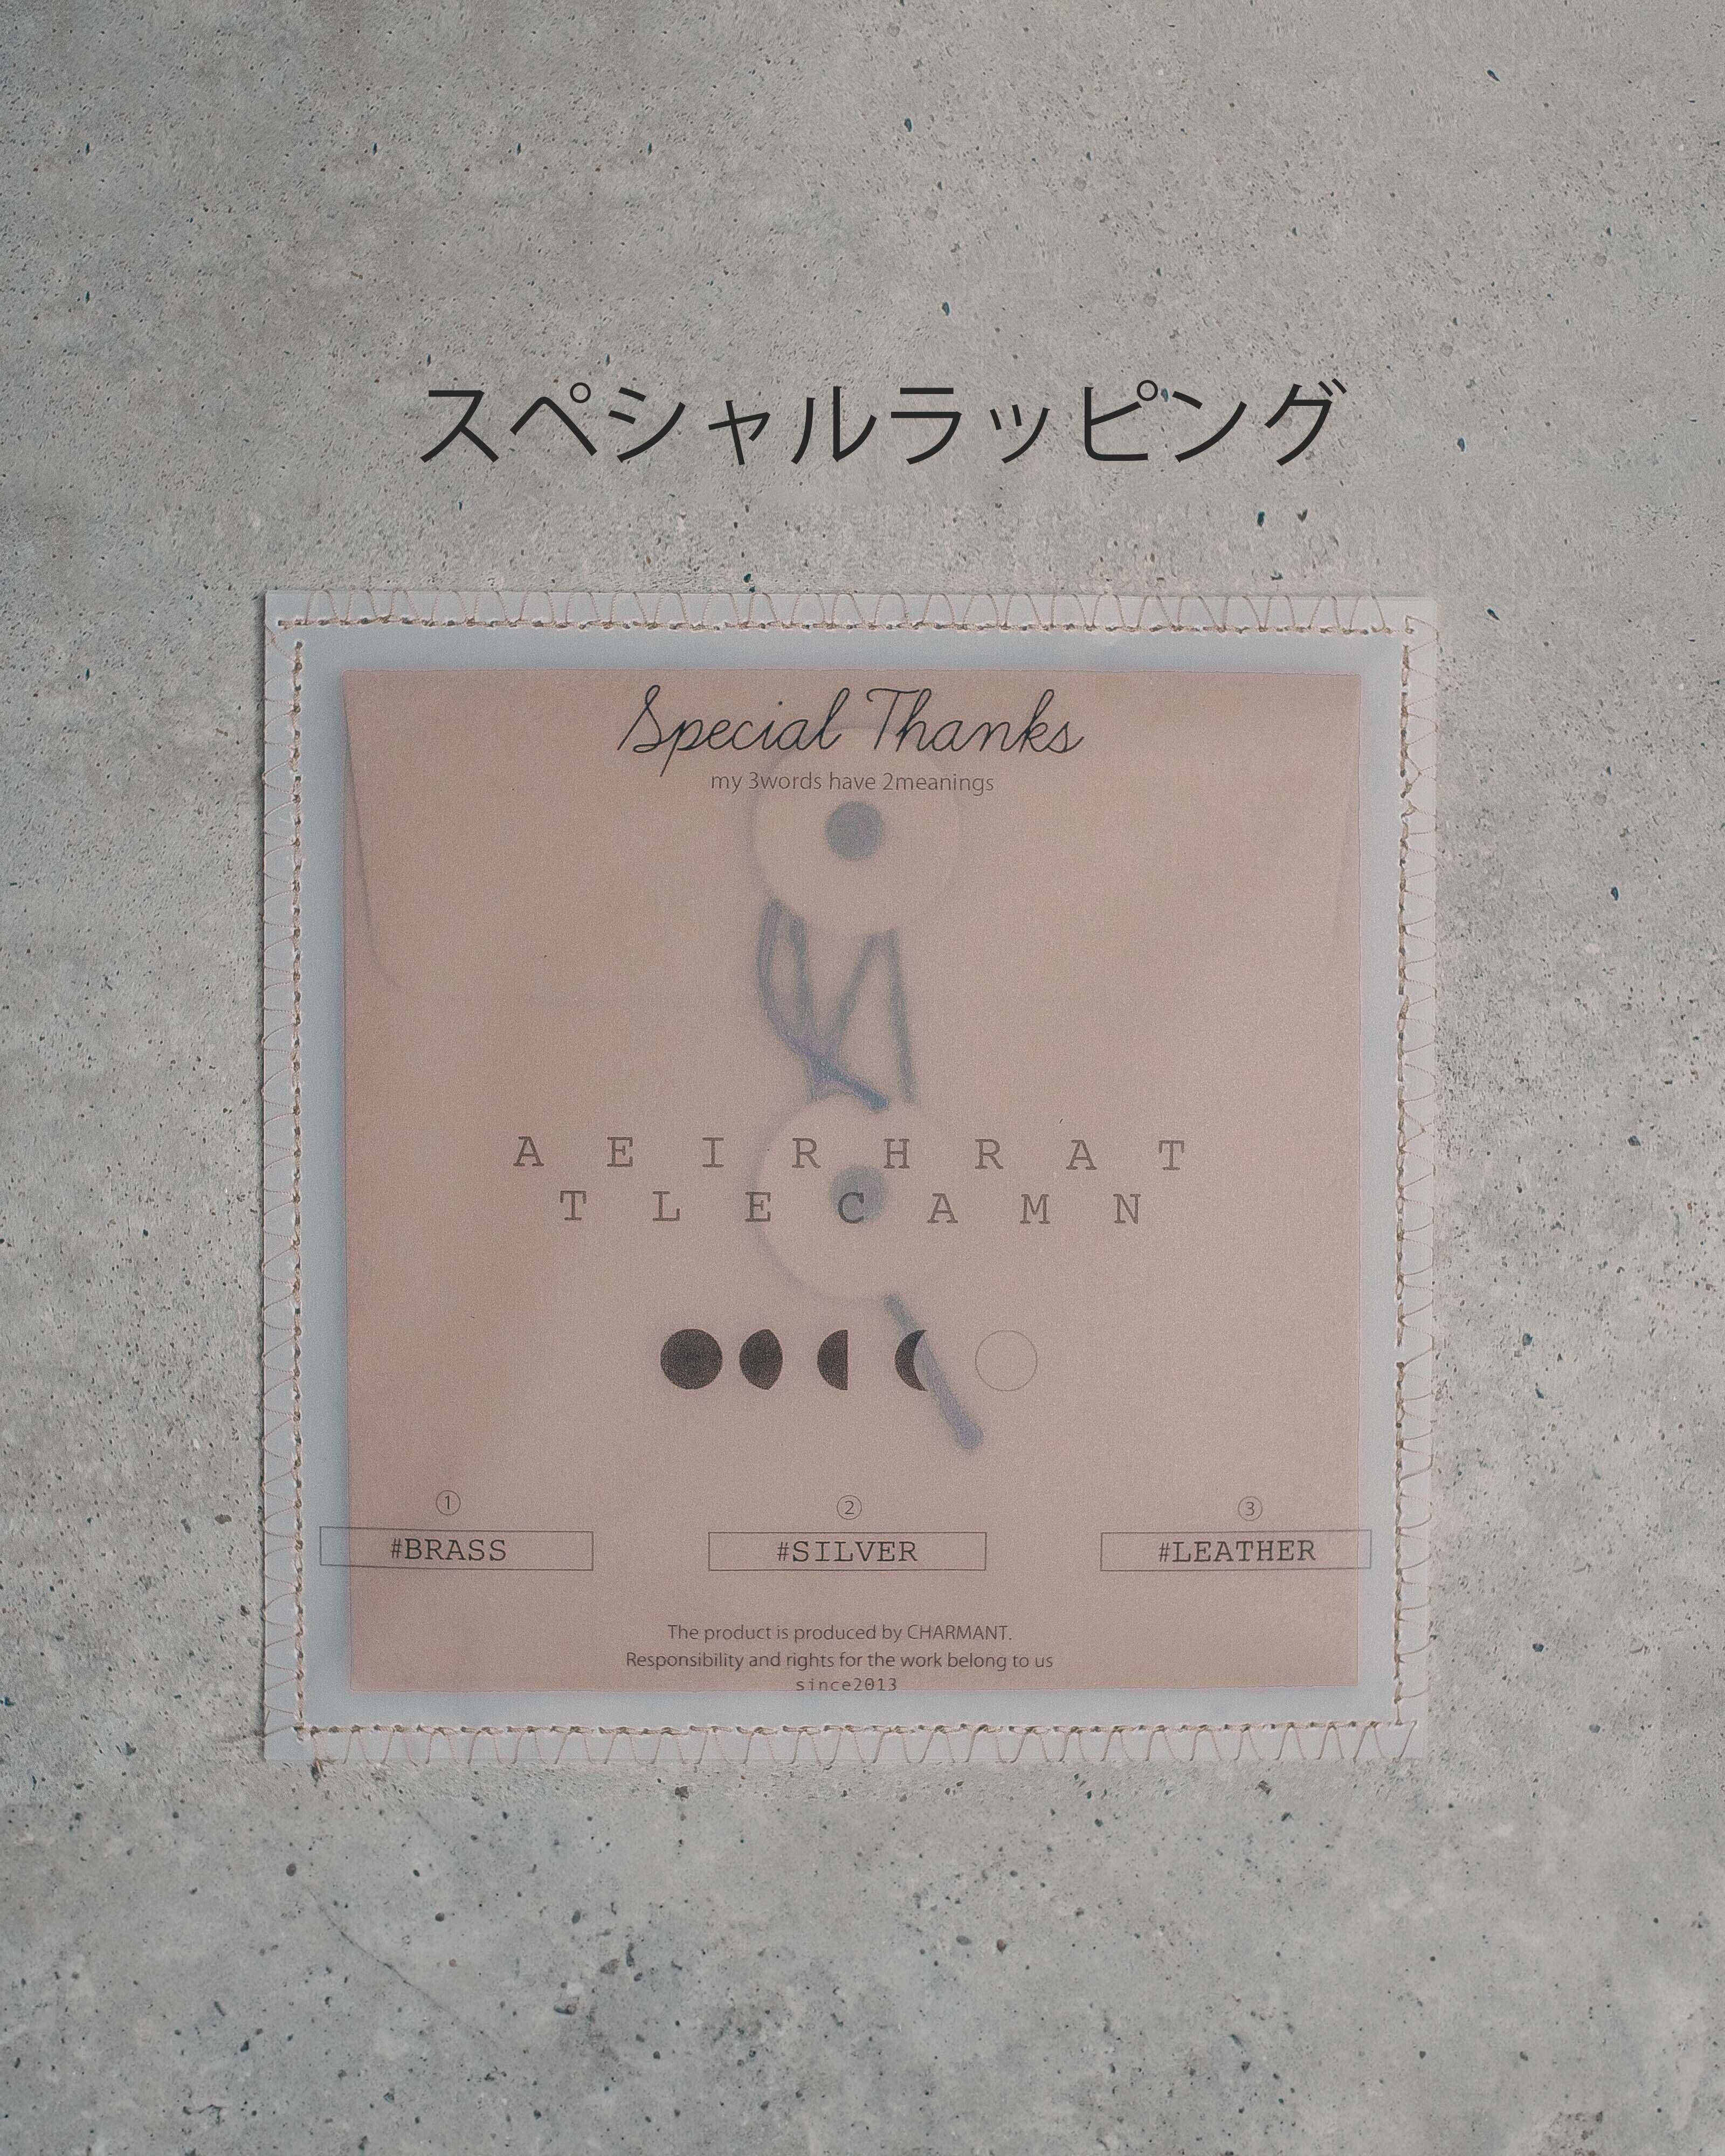 スペシャルラッピング
Special Thanks
my 3words have 2meanings
A E I R H R A T
T L E C A M N
① ② ③
#BRASS #SILVER #LEATHER
The product is produced by CHARMANT.
Responsibility and rights for the work belong to us
since2013